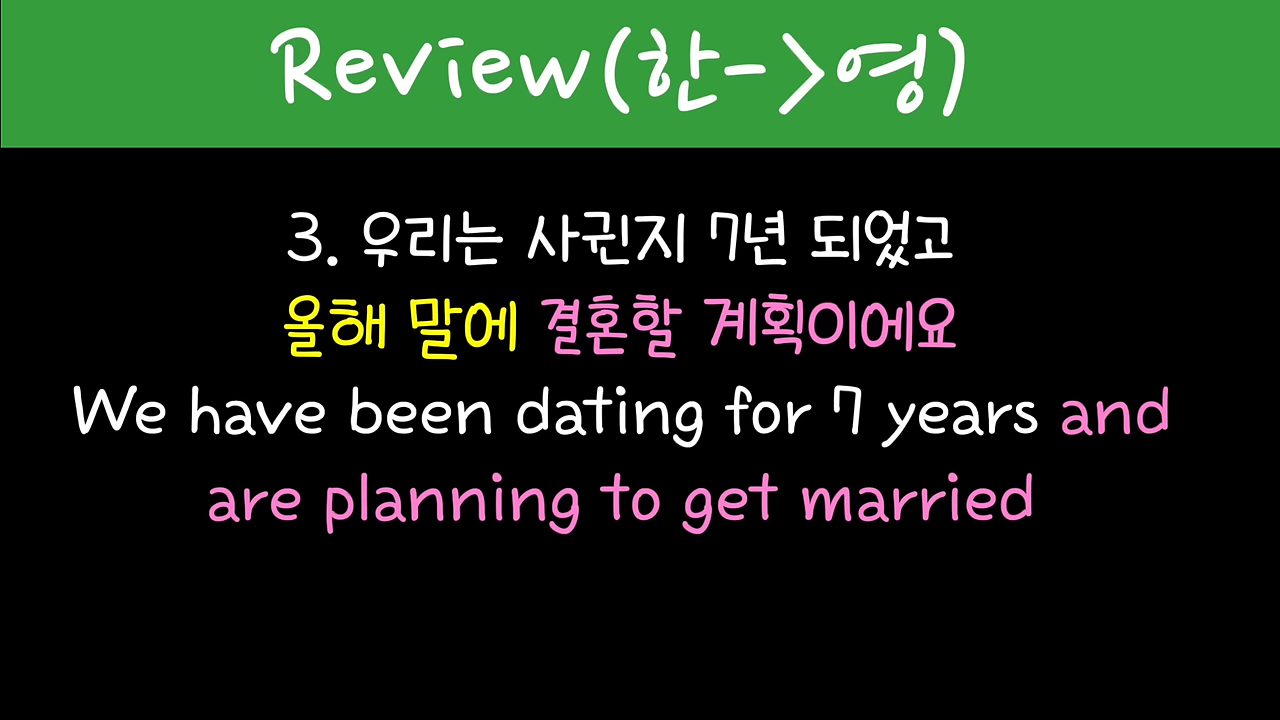 Review(한->영)
3. 우리는 사귄지 7년 되었고
올해 말에 결혼할 계획이에요
We have been dating for 7 years and
are planning to get married